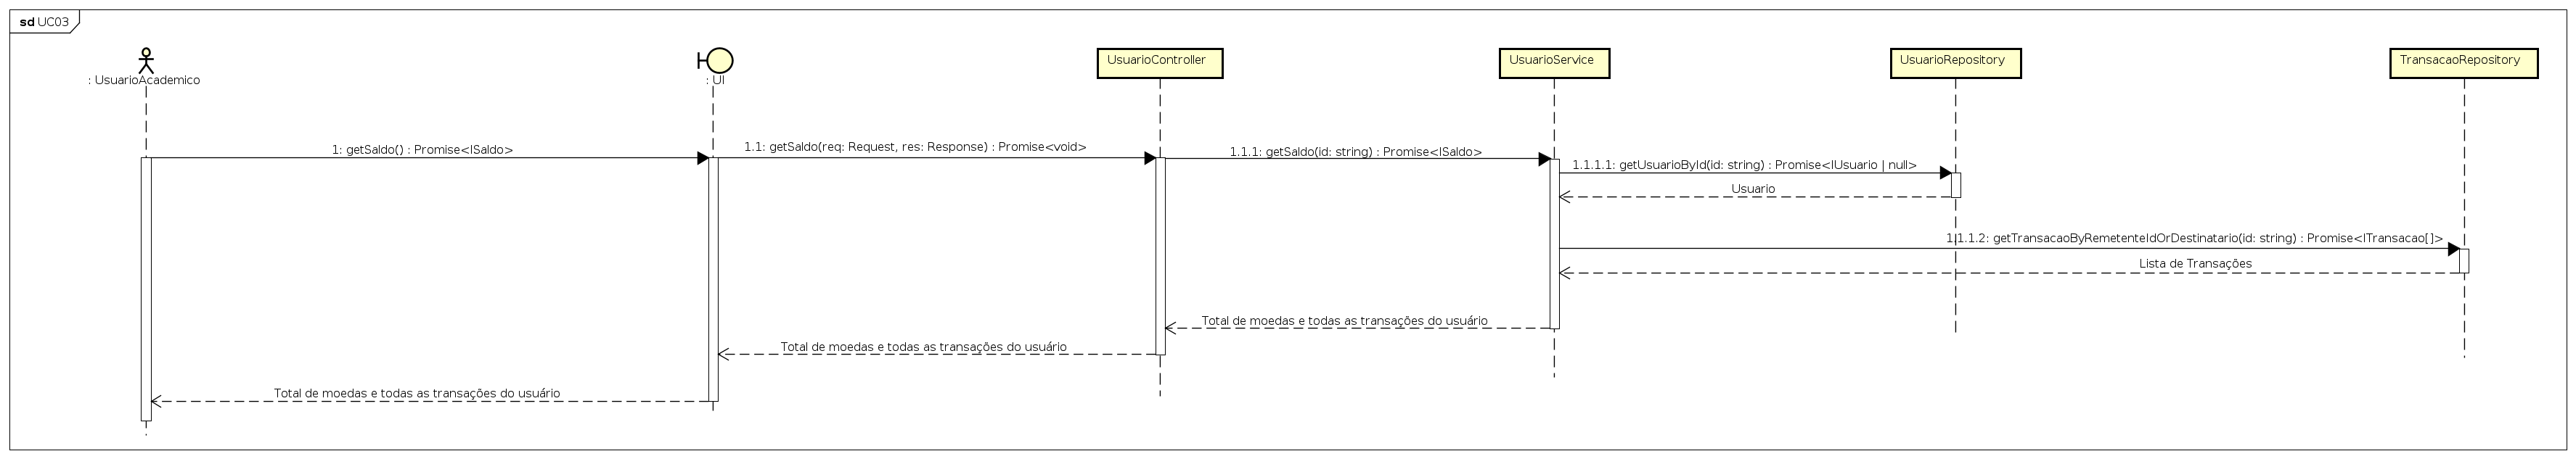 sd UC03
: UsuarioAcademico
: UI
UsuarioController
UsuarioService
UsuarioRepository
TransacaoRepository
1: getSaldo() : Promise<ISaldo>
1.1: getSaldo(req: Request, res: Response) : Promise<void>
1.1.1: getSaldo(id: string) : Promise<ISaldo>
1.1.1.1: getUsuarioById(id: string) : Promise<IUsuario | null>
Usuario
1.1.1.2: getTransacaoByRemetenteIdOrDestinatario(id: string) : Promise<ITransacao[]>
Lista de Transações
Total de moedas e todas as transações do usuário
Total de moedas e todas as transações do usuário
Total de moedas e todas as transações do usuário